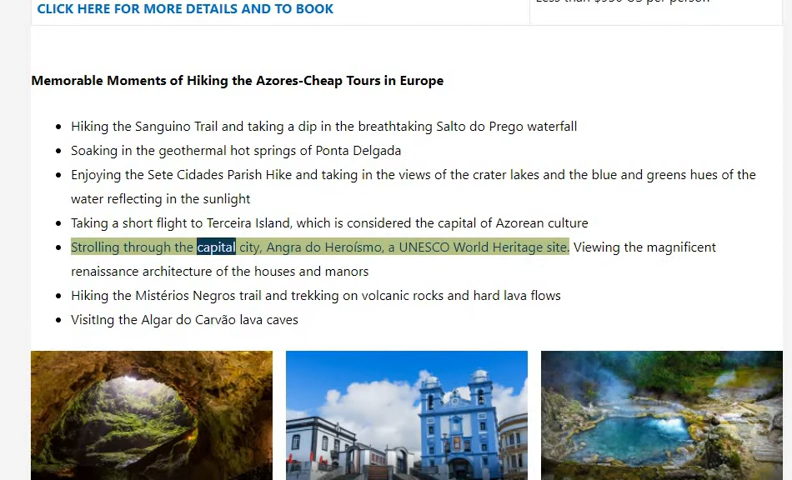 CLICK HERE FOR MORE DETAILS AND TO BOOK
Less than $950 US per person
Memorable Moments of Hiking the Azores-Cheap Tours in Europe
Hiking the Sanguino Trail and taking a dip in the breathtaking Salto do Prego waterfall
Soaking in the geothermal hot springs of Ponta Delgada
Enjoying the Sete Cidades Parish Hike and taking in the views of the crater lakes and the blue and greens hues of the
water reflecting in the sunlight
Taking a short flight to Terceira Island, which is considered the capital of Azorean culture
Strolling through the capital city, Angra do Heroísmo, a UNESCO World Heritage site. Viewing the magnificent
renaissance architecture of the houses and manors
Hiking the Mistérios Negros trail and trekking on volcanic rocks and hard lava flows
VisitIng the Algar do Carvão lava caves